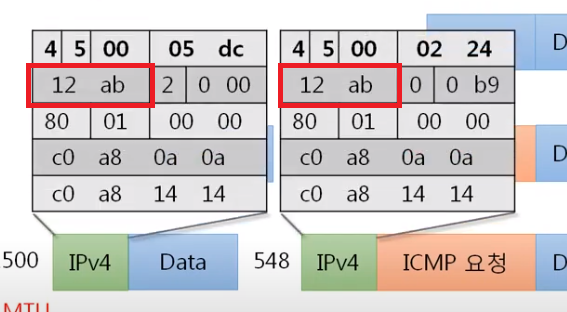 4 5 00 05 dc
12 ab 2 0 00
80 01 00 00
c0 a8 0a 0a
c0 a8 14 14
4 5 00 02 24
12 ab 0 0 b9
80 01 00 00
c0 a8 0a 0a
c0 a8 14 14
D
D
500 IPv4 Data 548 IPv4 ICMP 요청 D
MTU